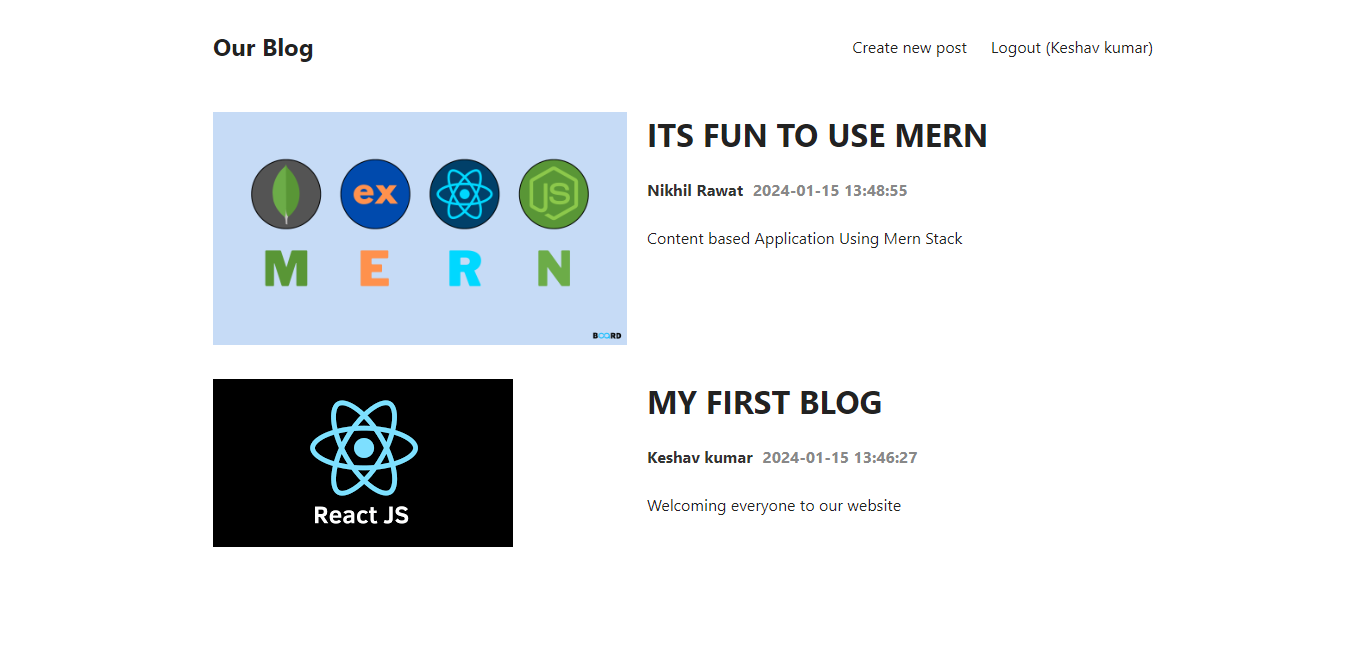 Our Blog
Create new post Logout (Keshav kumar)
ITS FUN TO USE MERN
Nikhil Rawat 2024-01-15 13:48:55
Content based Application Using Mern Stack
ex JS
M E R N
BOARD
MY FIRST BLOG
Keshav kumar 2024-01-15 13:46:27
Welcoming everyone to our website
React JS